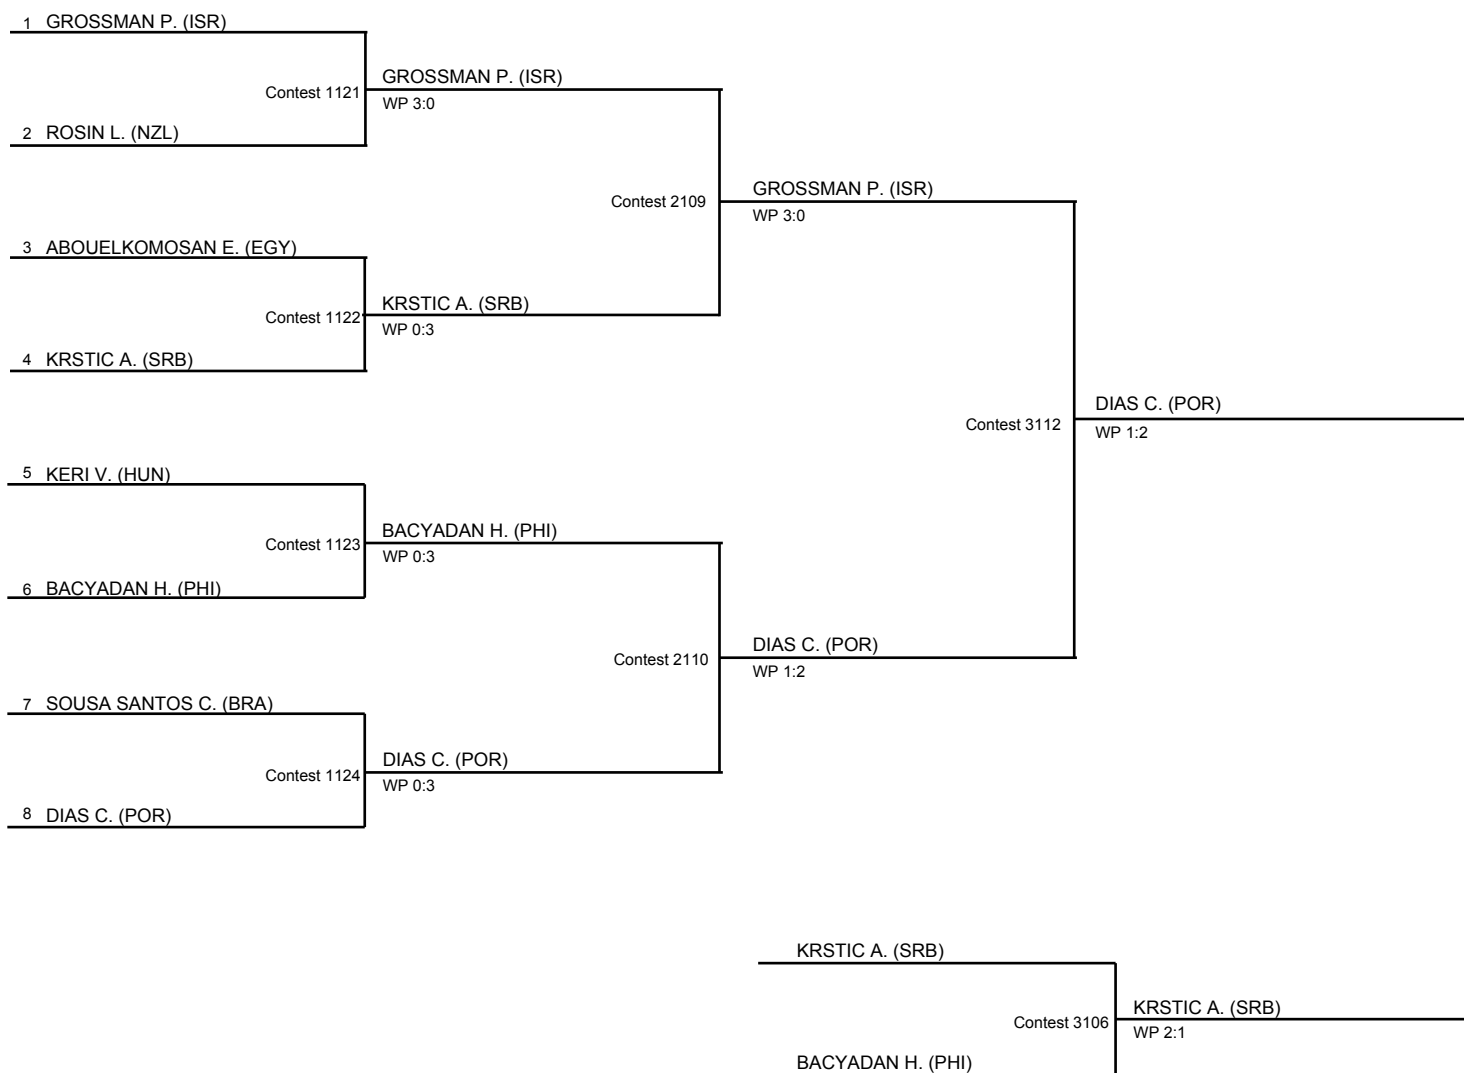 1 GROSSMAN P. (ISR)
GROSSMAN P. (ISR)
Contest 1121
WP 3:0
2 ROSIN L. (NZL)
GROSSMAN P. (ISR)
Contest 2109
WP 3:0
3 ABOUELKOMOSAN E. (EGY)
KRSTIC A. (SRB)
Contest 1122
WP 0:3
4 KRSTIC A. (SRB)
DIAS C. (POR)
Contest 3112
WP 1:2
5 KERI V. (HUN)
BACYADAN H. (PHI)
Contest 1123
WP 0:3
6 BACYADAN H. (PHI)
DIAS C. (POR)
Contest 2110
WP 1:2
7 SOUSA SANTOS C. (BRA)
DIAS C. (POR)
Contest 1124
WP 0:3
8 DIAS C. (POR)
KRSTIC A. (SRB)
KRSTIC A. (SRB)
Contest 3106
WP 2:1
BACYADAN H. (PHI)